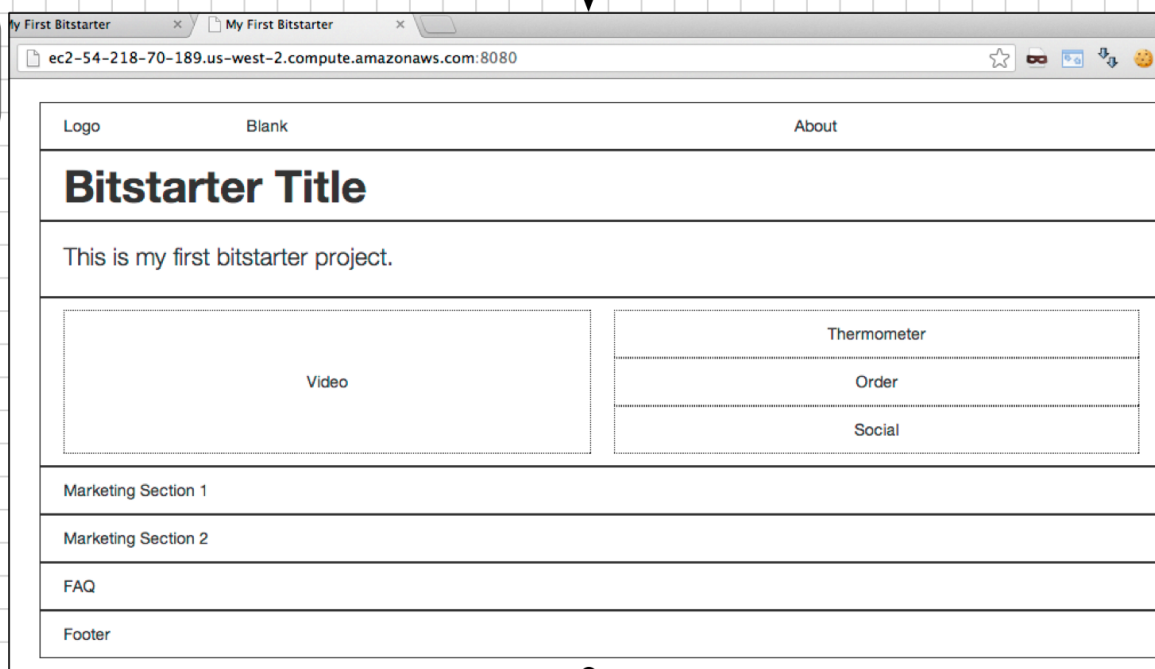 My First Bitstarter My First Bitstarter
ec2-54-218-70-189.us-west-2.compute.amazonaws.com:8080
Logo Blank About
Bitstarter Title
This is my first bitstarter project.
Video
Thermometer
Order
Social
Marketing Section 1
Marketing Section 2
FAQ
Footer